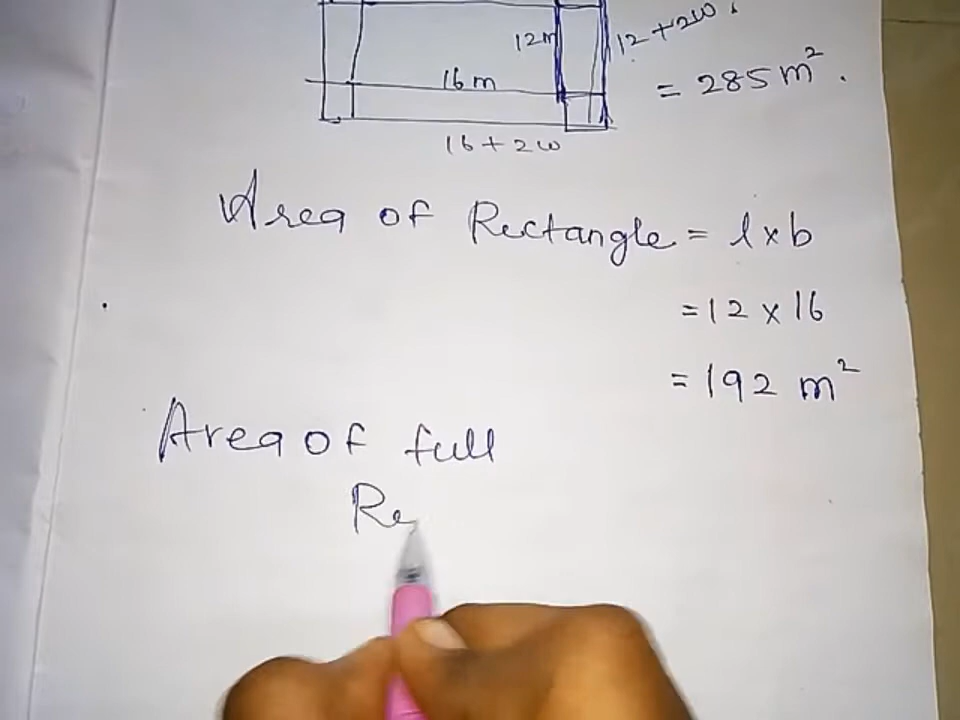 12m 12+2w.
16 m = 285 m².
16+2w
Area of Rectangle = l×b
= 12 × 16
= 192 m²
Area of full
Re